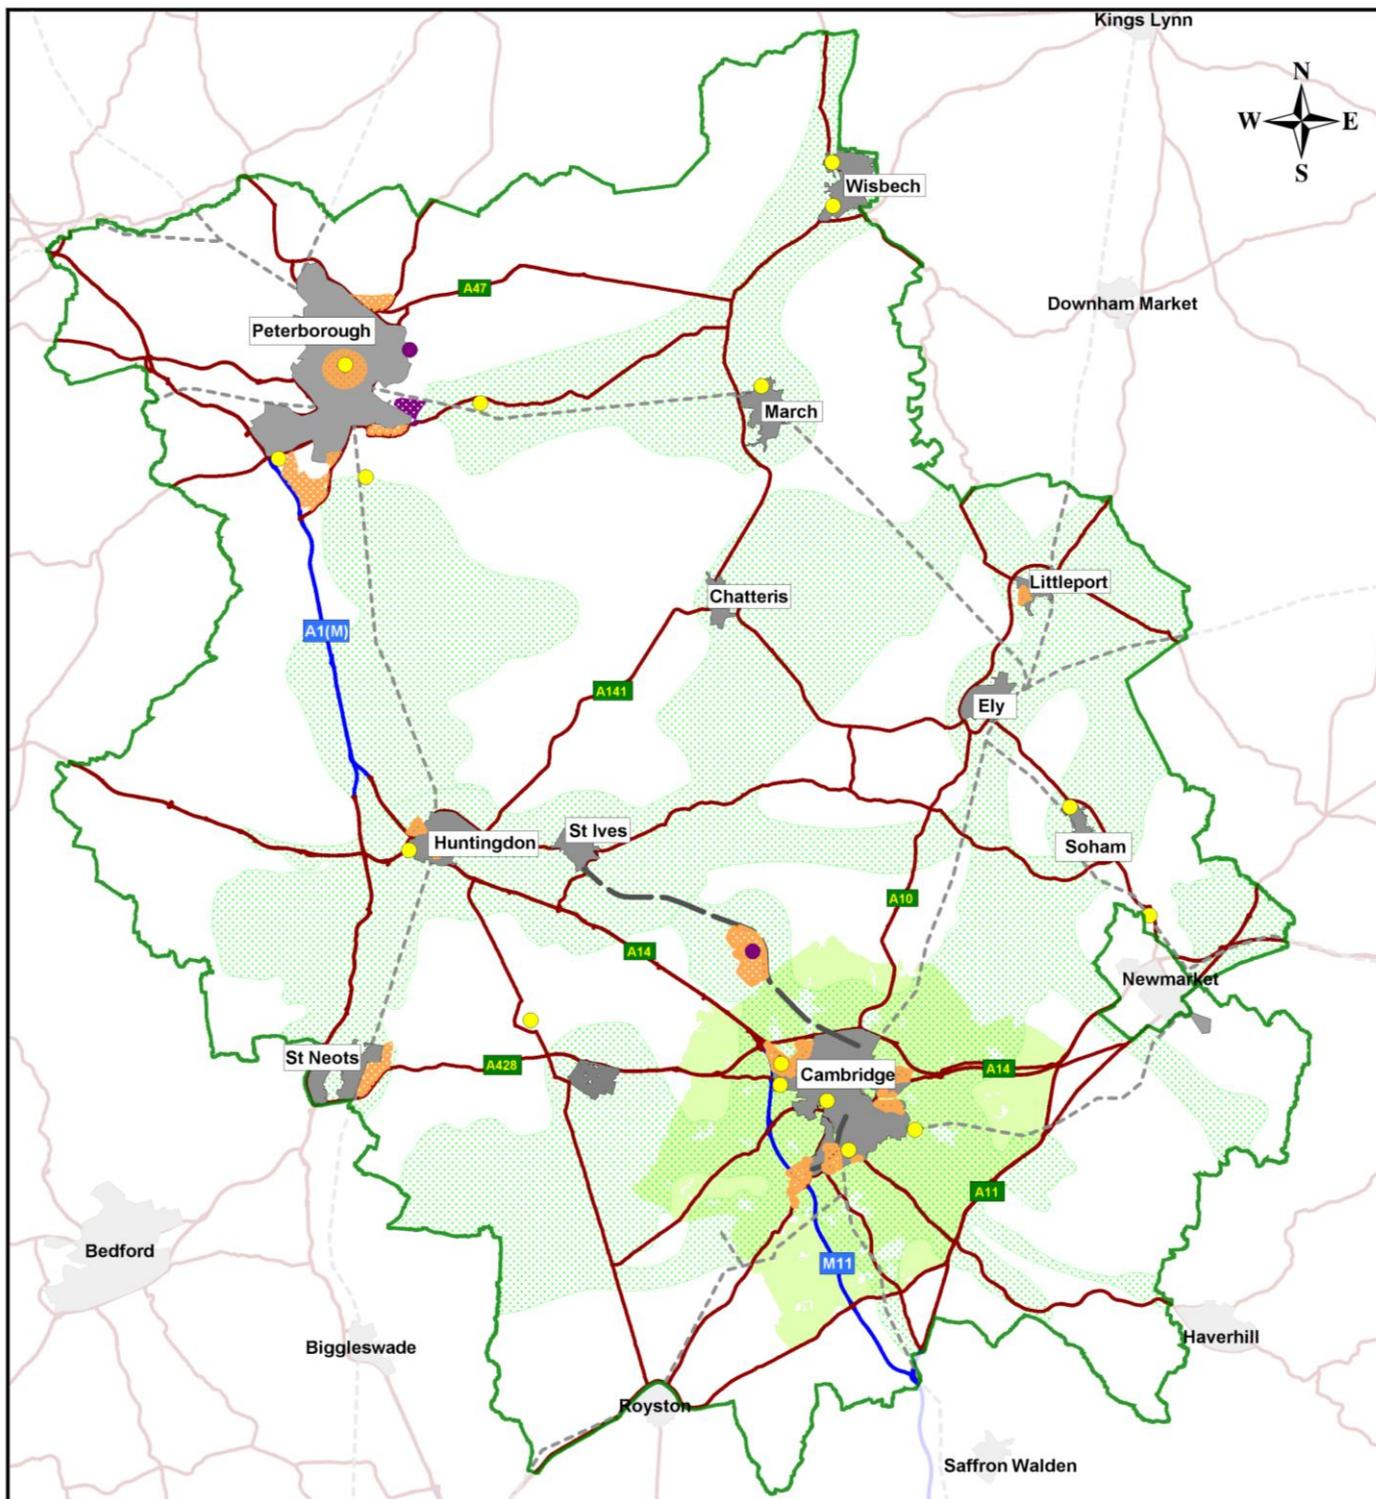 Kings Lynn
N
W E
S
Wisbech
A47
Downham Market
Peterborough
March
Littleport
Chatteris
A1(M)
A141
Ely
Huntingdon
St Ives
Soham
A10
A14
Newmarket
St Neots
A428
Cambridge
A14
A11
Bedford
M11
Biggleswade
Haverhill
Royston
Saffron Walden